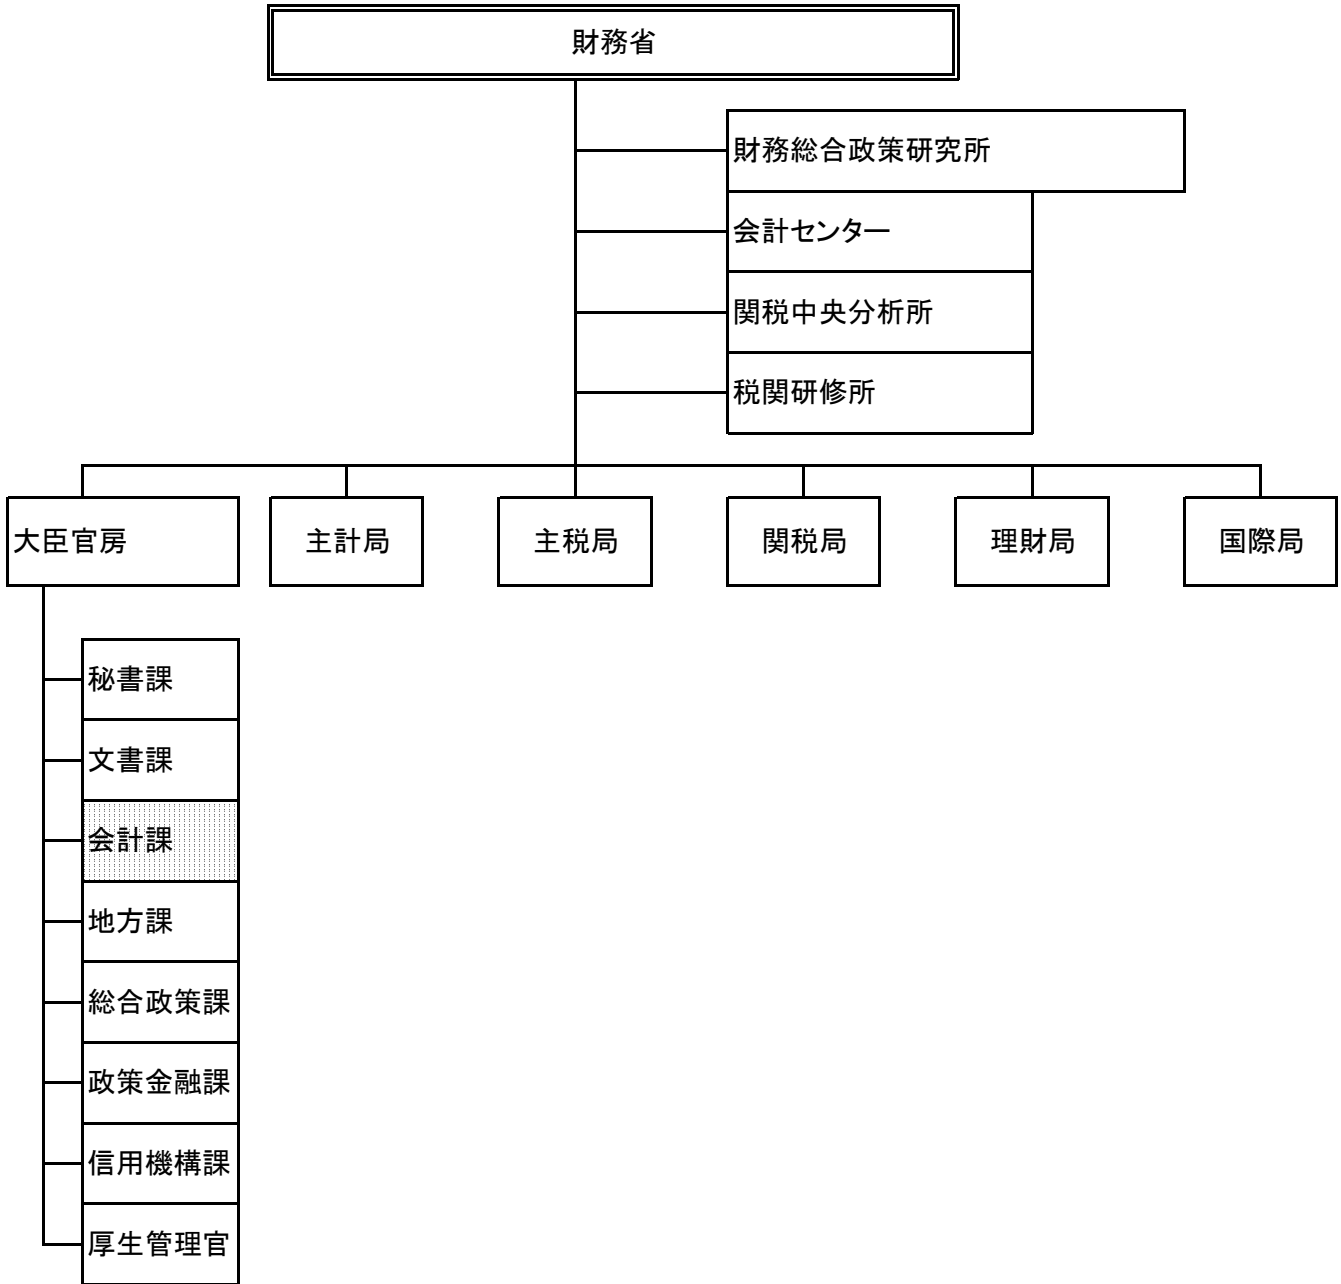 財務省
財務総合政策研究所
会計センター
関税中央分析所
税関研修所
大臣官房
主計局
主税局
関税局
理財局
国際局
秘書課
文書課
会計課
地方課
総合政策課
政策金融課
信用機構課
厚生管理官